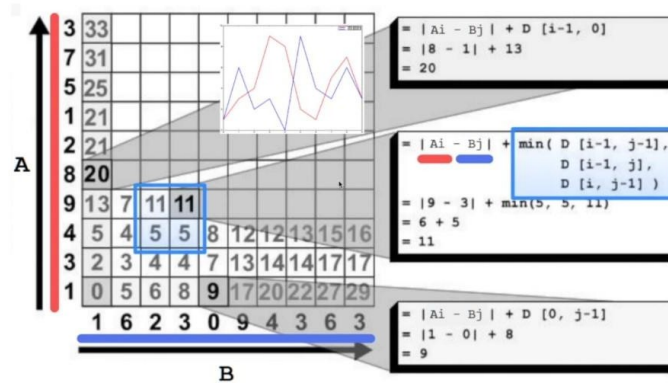 3 33
7 31
5 25
1 21
2 21
A 8 20
9 13 7 11 11
4 5 4 5 5 8 12 12 13 15 16
3 2 3 4 4 7 13 14 14 17 17
1 0 5 6 8 9 17 20 22 27 29
1 6 2 3 0 9 4 3 6 3
B
= | Ai - Bj | + D [i-1, 0]
= |8 - 1| + 13
= 20
= | Ai - Bj | + min( D [i-1, j-1],
D [i-1, j],
D [i, j-1] )
= |9 - 3| + min(5, 5, 11)
= 6 + 5
= 11
= | Ai - Bj | + D [0, j-1]
= |1 - 0| + 8
= 9